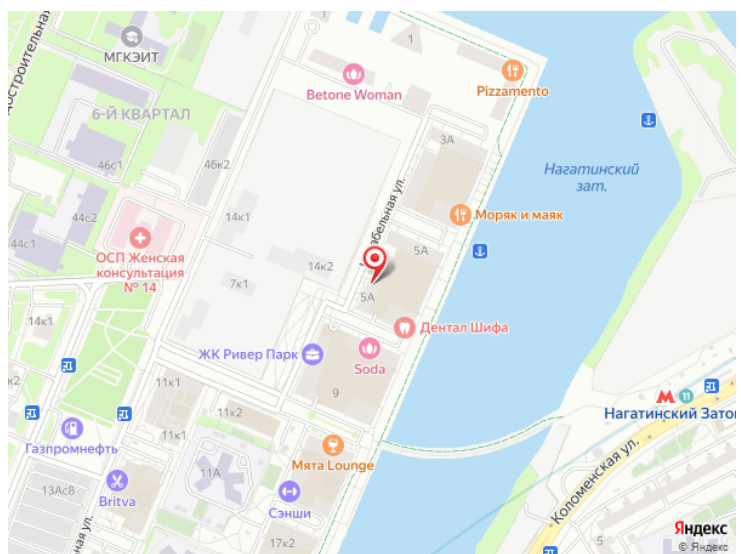 1
МГКЭИТ
Pizzamento
Betone Woman
6-Й КВАРТАЛ
3А
46с1
46к2
Нагатинский
зат.
44с2
14к1
Моряк и маяк
44с1
5А
ОСП Женская
консультация
№ 14
14к2
7к1
5А
14к1
Дентал Шифа
ЖК Ривер Парк
Soda
11к1
9
11к2
11
Нагатинский Затон
Газпромнефть
11к1
11А
Мята Lounge
Коломенская ул.
13Ас8
Britva
Сэнши
17к2
5
Яндекс
© Яндекс